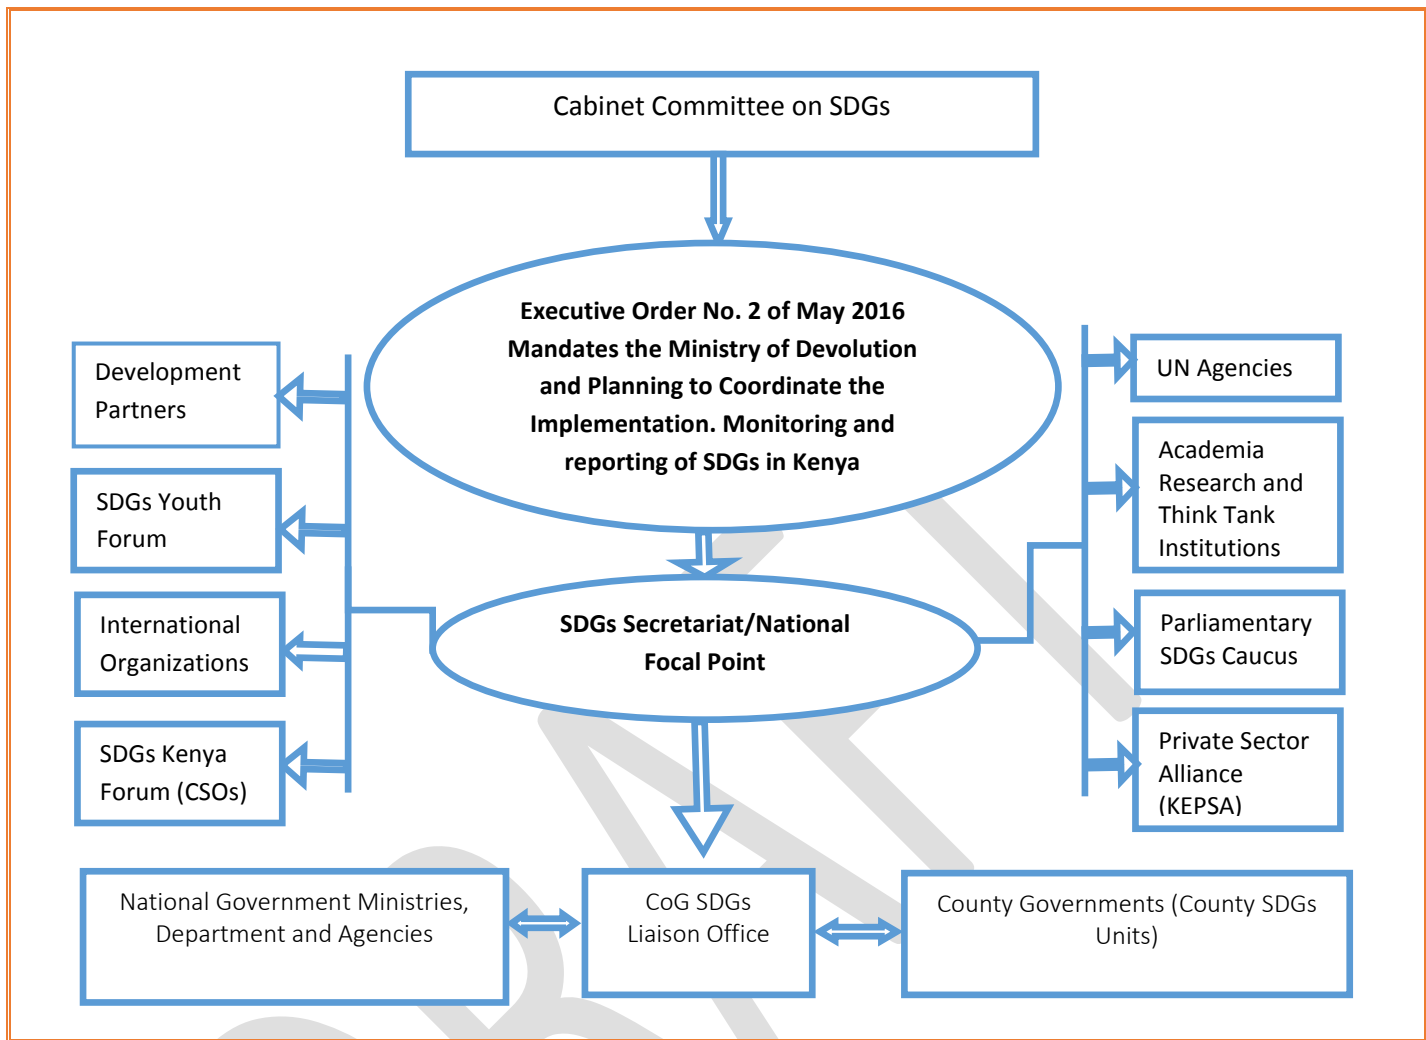 Cabinet Committee on SDGs
Executive Order No. 2 of May 2016
Mandates the Ministry of Devolution
and Planning to Coordinate the
Implementation. Monitoring and
reporting of SDGs in Kenya
Development
Partners
SDGs Youth
Forum
International
Organizations
SDGs Kenya
Forum (CSOs)
SDGs Secretariat/National
Focal Point
UN Agencies
Academia
Research and
Think Tank
Institutions
Parliamentary
SDGs Caucus
Private Sector
Alliance
(KEPSA)
National Government Ministries,
Department and Agencies
CoG SDGs
Liaison Office
County Governments (County SDGs
Units)